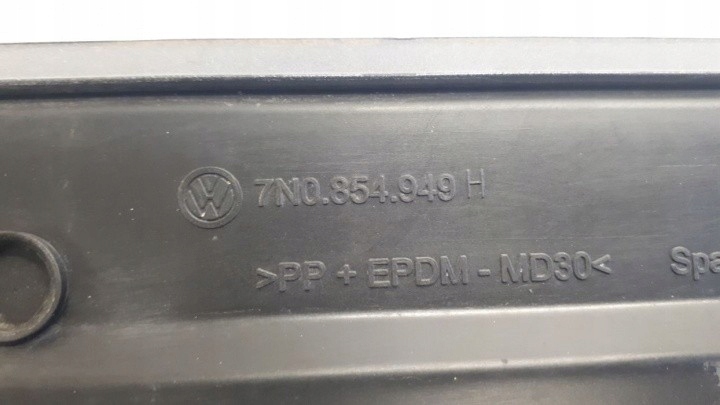 7N0.854.949 H
>PP + EPDM - MD30<